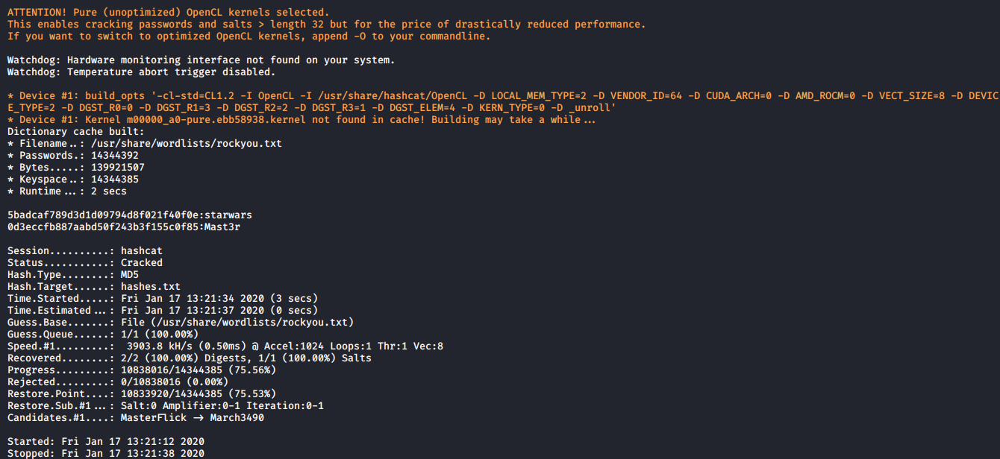 ATTENTION! Pure (unoptimized) OpenCL kernels selected.
This enables cracking passwords and salts > length 32 but for the price of drastically reduced performance.
If you want to switch to optimized OpenCL kernels, append -O to your commandline.
Watchdog: Hardware monitoring interface not found on your system.
Watchdog: Temperature abort trigger disabled.
* Device #1: build_opts '-cl-std=CL1.2 -I OpenCL -I /usr/share/hashcat/OpenCL -D LOCAL_MEM_TYPE=2 -D VENDOR_ID=64 -D CUDA_ARCH=0 -D AMD_ROCM=0 -D VECT_SIZE=8 -D DEVIC
E_TYPE=2 -D DGST_R0=0 -D DGST_R1=3 -D DGST_R2=2 -D DGST_R3=1 -D DGST_ELEM=4 -D KERN_TYPE=0 -D _unroll'
* Device #1: Kernel m00000_a0-pure.ebb58938.kernel not found in cache! Building may take a while...
Dictionary cache built:
* Filename..: /usr/share/wordlists/rockyou.txt
* Passwords.: 14344392
* Bytes.....: 139921507
* Keyspace..: 14344385
* Runtime...: 2 secs
5badcaf789d3d1d09794d8f021f40f0e:starwars
0d3eccfb887aabd50f243b3f155c0f85:Mast3r
Session..........: hashcat
Status...........: Cracked
Hash.Type........: MD5
Hash.Target......: hashes.txt
Time.Started.....: Fri Jan 17 13:21:34 2020 (3 secs)
Time.Estimated...: Fri Jan 17 13:21:37 2020 (0 secs)
Guess.Base.......: File (/usr/share/wordlists/rockyou.txt)
Guess.Queue......: 1/1 (100.00%)
Speed.#1.........:  3903.8 kH/s (0.50ms) @ Accel:1024 Loops:1 Thr:1 Vec:8
Recovered........: 2/2 (100.00%) Digests, 1/1 (100.00%) Salts
Progress.........: 10838016/14344385 (75.56%)
Rejected.........: 0/10838016 (0.00%)
Restore.Point....: 10833920/14344385 (75.53%)
Restore.Sub.#1...: Salt:0 Amplifier:0-1 Iteration:0-1
Candidates.#1....: MasterFlick -> March3490
Started: Fri Jan 17 13:21:12 2020
Stopped: Fri Jan 17 13:21:38 2020